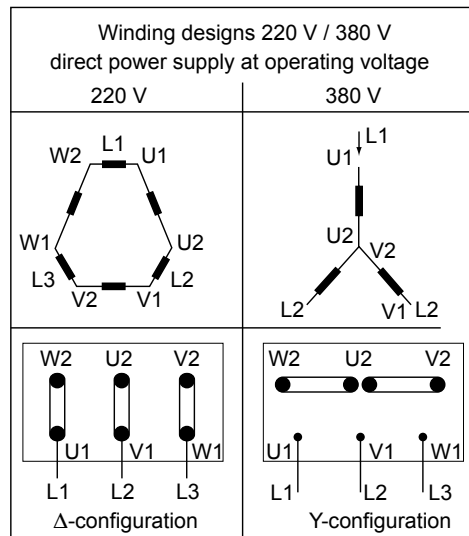 Winding designs 220 V / 380 V
direct power supply at operating voltage
220 V 380 V
L1
W2 U1
W1 U2
L3 L2
V2 V1
L1
U1
U2 V2
L2 V1 L2
W2 U2 V2
U1 V1 W1
L1 L2 L3
Δ-configuration
W2 U2 V2
U1 V1 W1
L1 L2 L3
Y-configuration